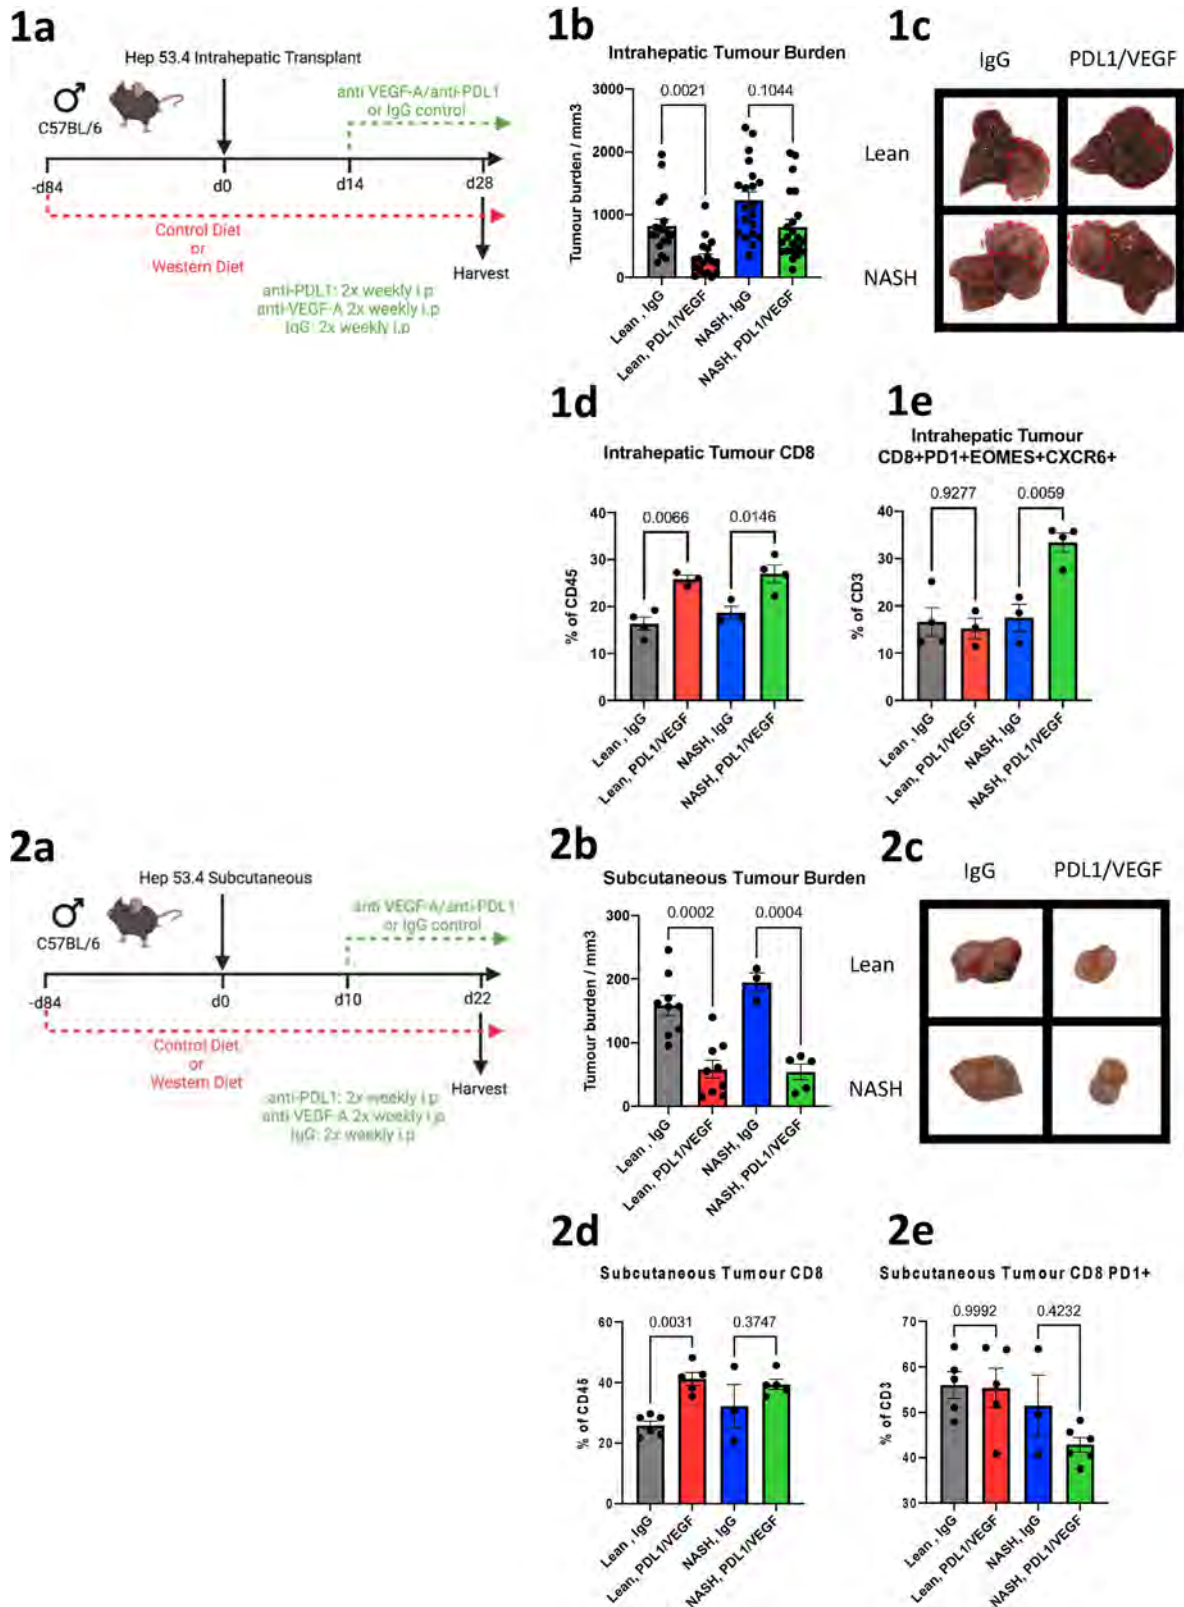 1a
Hep 53.4 Intrahepatic Transplant
C57BL/6
anti VEGF-A/anti-PDL1
or IgG control
-d84
d0
d14
d28
Control Diet
or
Western Diet
Harvest
anti-PDL1: 2x weekly i.p
anti-VEGF-A 2x weekly i.p
IgG: 2x weekly i.p
1b
Intrahepatic Tumour Burden
Tumour burden / mm3
3000
2000
1000
0
0.0021
0.1044
Lean , IgG
Lean, PDL1/VEGF
NASH, IgG
NASH, PDL1/VEGF
1c
IgG
PDL1/VEGF
Lean
NASH
1d
Intrahepatic Tumour CD8
% of CD45
40
30
20
10
0
0.0066
0.0146
Lean , IgG
Lean, PDL1/VEGF
NASH, IgG
NASH, PDL1/VEGF
1e
Intrahepatic Tumour
CD8+PD1+EOMES+CXCR6+
% of CD3
40
30
20
10
0
0.9277
0.0059
Lean , IgG
Lean, PDL1/VEGF
NASH, IgG
NASH, PDL1/VEGF
2a
Hep 53.4 Subcutaneous
C57BL/6
anti VEGF-A/anti-PDL1
or IgG control
-d84
d0
d10
d22
Control Diet
or
Western Diet
Harvest
anti-PDL1: 2x weekly i.p
anti-VEGF-A 2x weekly i.p
IgG: 2x weekly i.p
2b
Subcutaneous Tumour Burden
Tumour burden / mm3
300
200
100
0
0.0002
0.0004
Lean , IgG
Lean, PDL1/VEGF
NASH, IgG
NASH, PDL1/VEGF
2c
IgG
PDL1/VEGF
Lean
NASH
2d
Subcutaneous Tumour CD8
% of CD45
60
40
20
0
0.0031
0.3747
Lean , IgG
Lean, PDL1/VEGF
NASH, IgG
NASH, PDL1/VEGF
2e
Subcutaneous Tumour CD8 PD1+
% of CD3
70
60
50
40
30
0.9992
0.4232
Lean , IgG
Lean, PDL1/VEGF
NASH, IgG
NASH, PDL1/VEGF